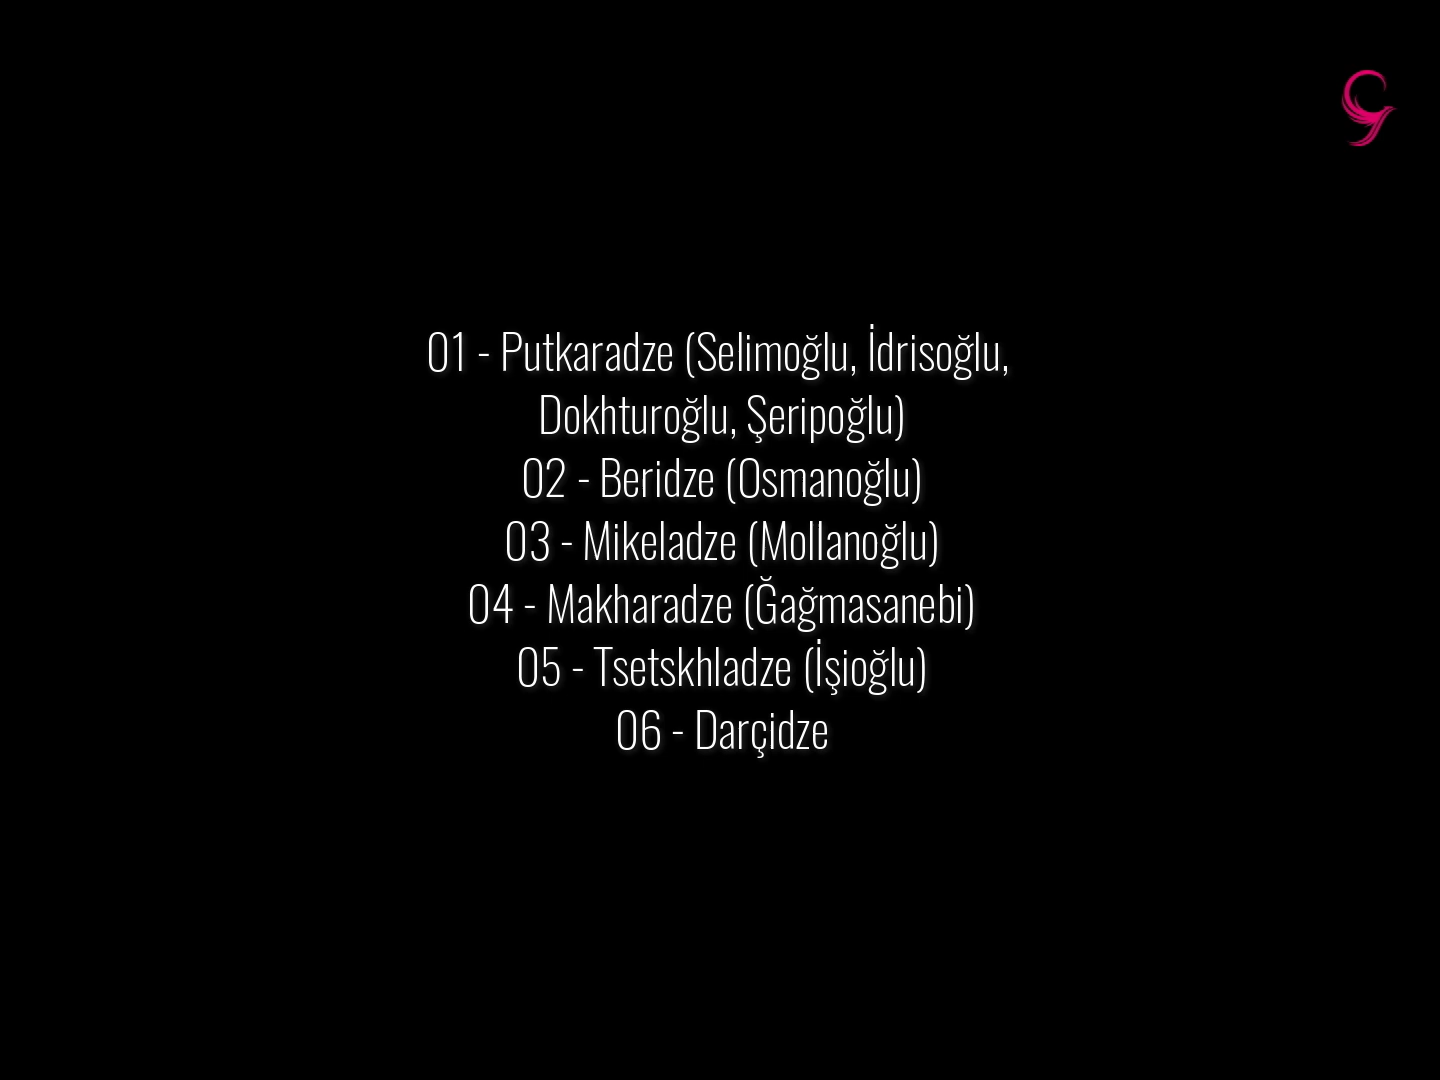 01 - Putkaradze (Selimoğlu, İdrisoğlu,
Dokhturoğlu, Şeripoğlu)
02 - Beridze (Osmanoğlu)
03 - Mikeladze (Mollanoğlu)
04 - Makharadze (Ğağmasanebi)
05 - Tsetskhladze (İşioğlu)
06 - Darçidze